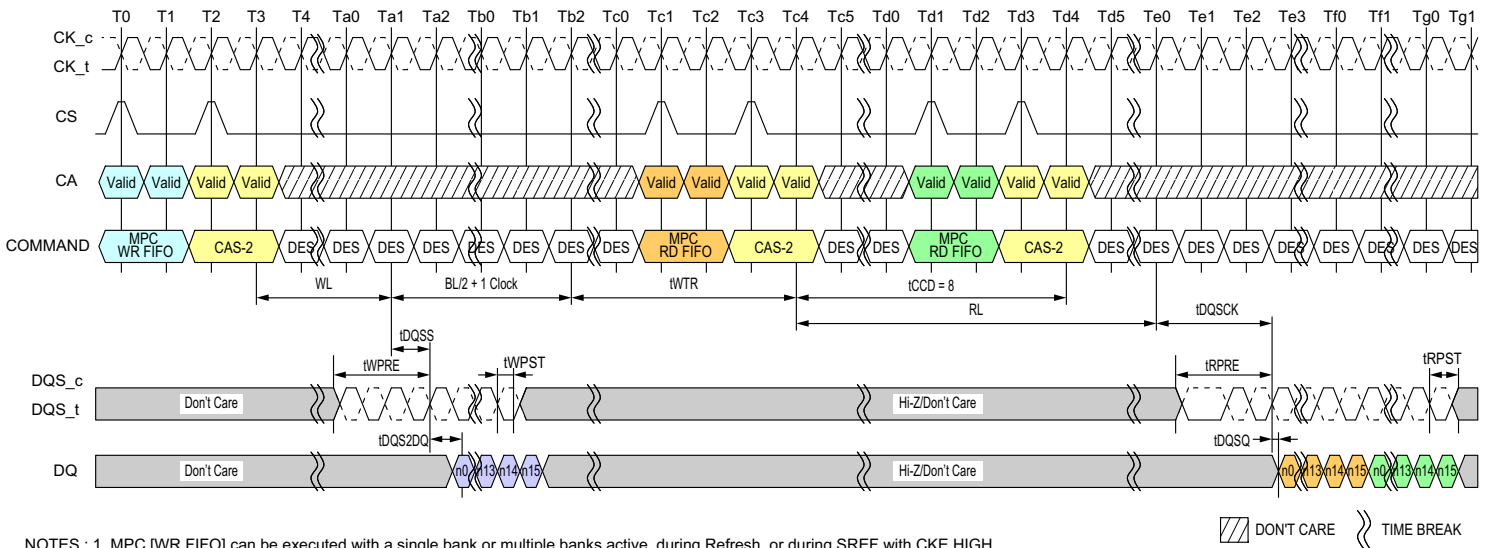 T0 T1 T2 T3 T4 Ta0 Ta1 Ta2 Tb0 Tb1 Tb2 Tc0 Tc1 Tc2 Tc3 Tc4 Tc5 Td0 Td1 Td2 Td3 Td4 Td5 Te0 Te1 Te2 Te3 Tf0 Tf1 Tg0 Tg1
CK_c
CK_t
CS
CA Valid Valid Valid Valid Valid Valid Valid Valid Valid Valid Valid Valid
COMMAND MPC WR FIFO CAS-2 DES DES DES DES DES DES DES DES MPC RD FIFO CAS-2 DES DES MPC RD FIFO CAS-2 DES DES DES DES DES DES DES DES DES
WL BL/2 + 1 Clock tWTR tCCD = 8
RL tDQSCK
tDQSS
tWPRE tWPST tRPRE tRPST
DQS_c
DQS_t Don't Care Hi-Z/Don't Care
tDQS2DQ tDQSQ
DQ Don't Care n0 n13 n14 n15 Hi-Z/Don't Care n0 n13 n14 n15 n0 n13 n14 n15
DON'T CARE TIME BREAK
NOTES : 1. MPC [WR FIFO] can be executed with a single bank or multiple banks active, during Refresh, or during SREF with CKE HIGH